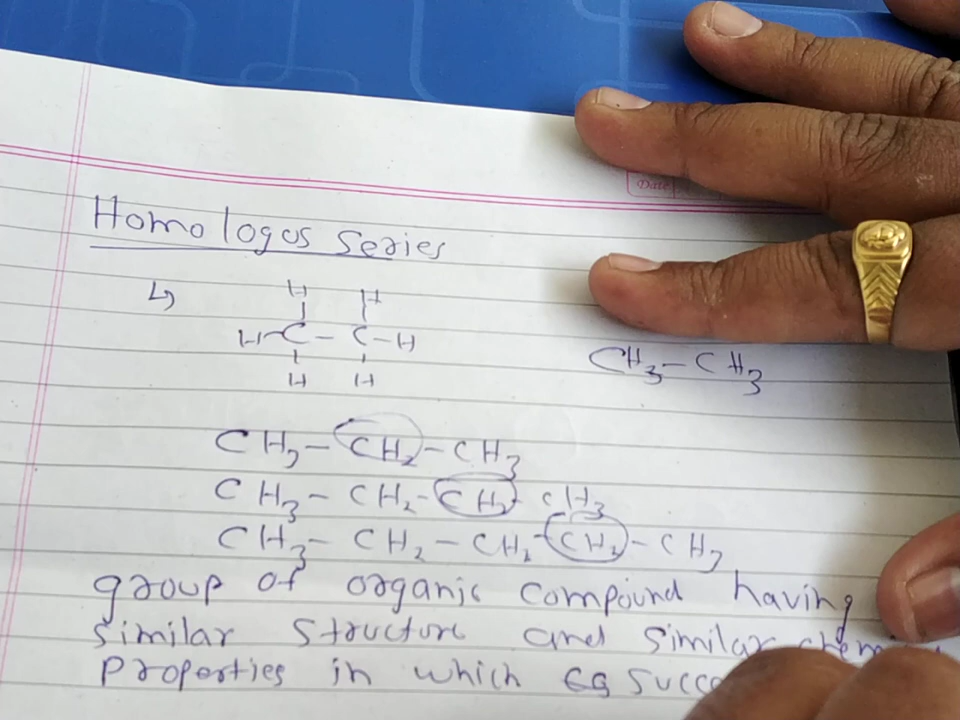 Date
Homologus Series
↳
H H
H-C-C-H
H H
CH3-CH3
CH3-CH2-CH3
CH3-CH2-CH2-CH3
CH3-CH2-CH2-CH2-CH3
group of organic compound having
similar structure and similar
properties in which